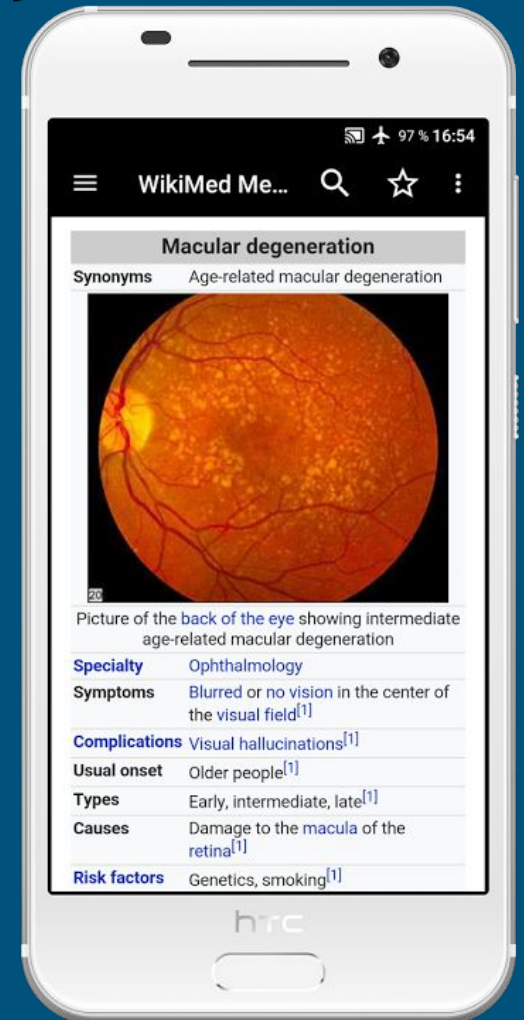 97 % 16:54
WikiMed Me...
Macular degeneration
Synonyms Age-related macular degeneration
20
Picture of the back of the eye showing intermediate
age-related macular degeneration
Specialty Ophthalmology
Symptoms Blurred or no vision in the center of
the visual field[1]
Complications Visual hallucinations[1]
Usual onset Older people[1]
Types Early, intermediate, late[1]
Causes Damage to the macula of the
retina[1]
Risk factors Genetics, smoking[1]
htc